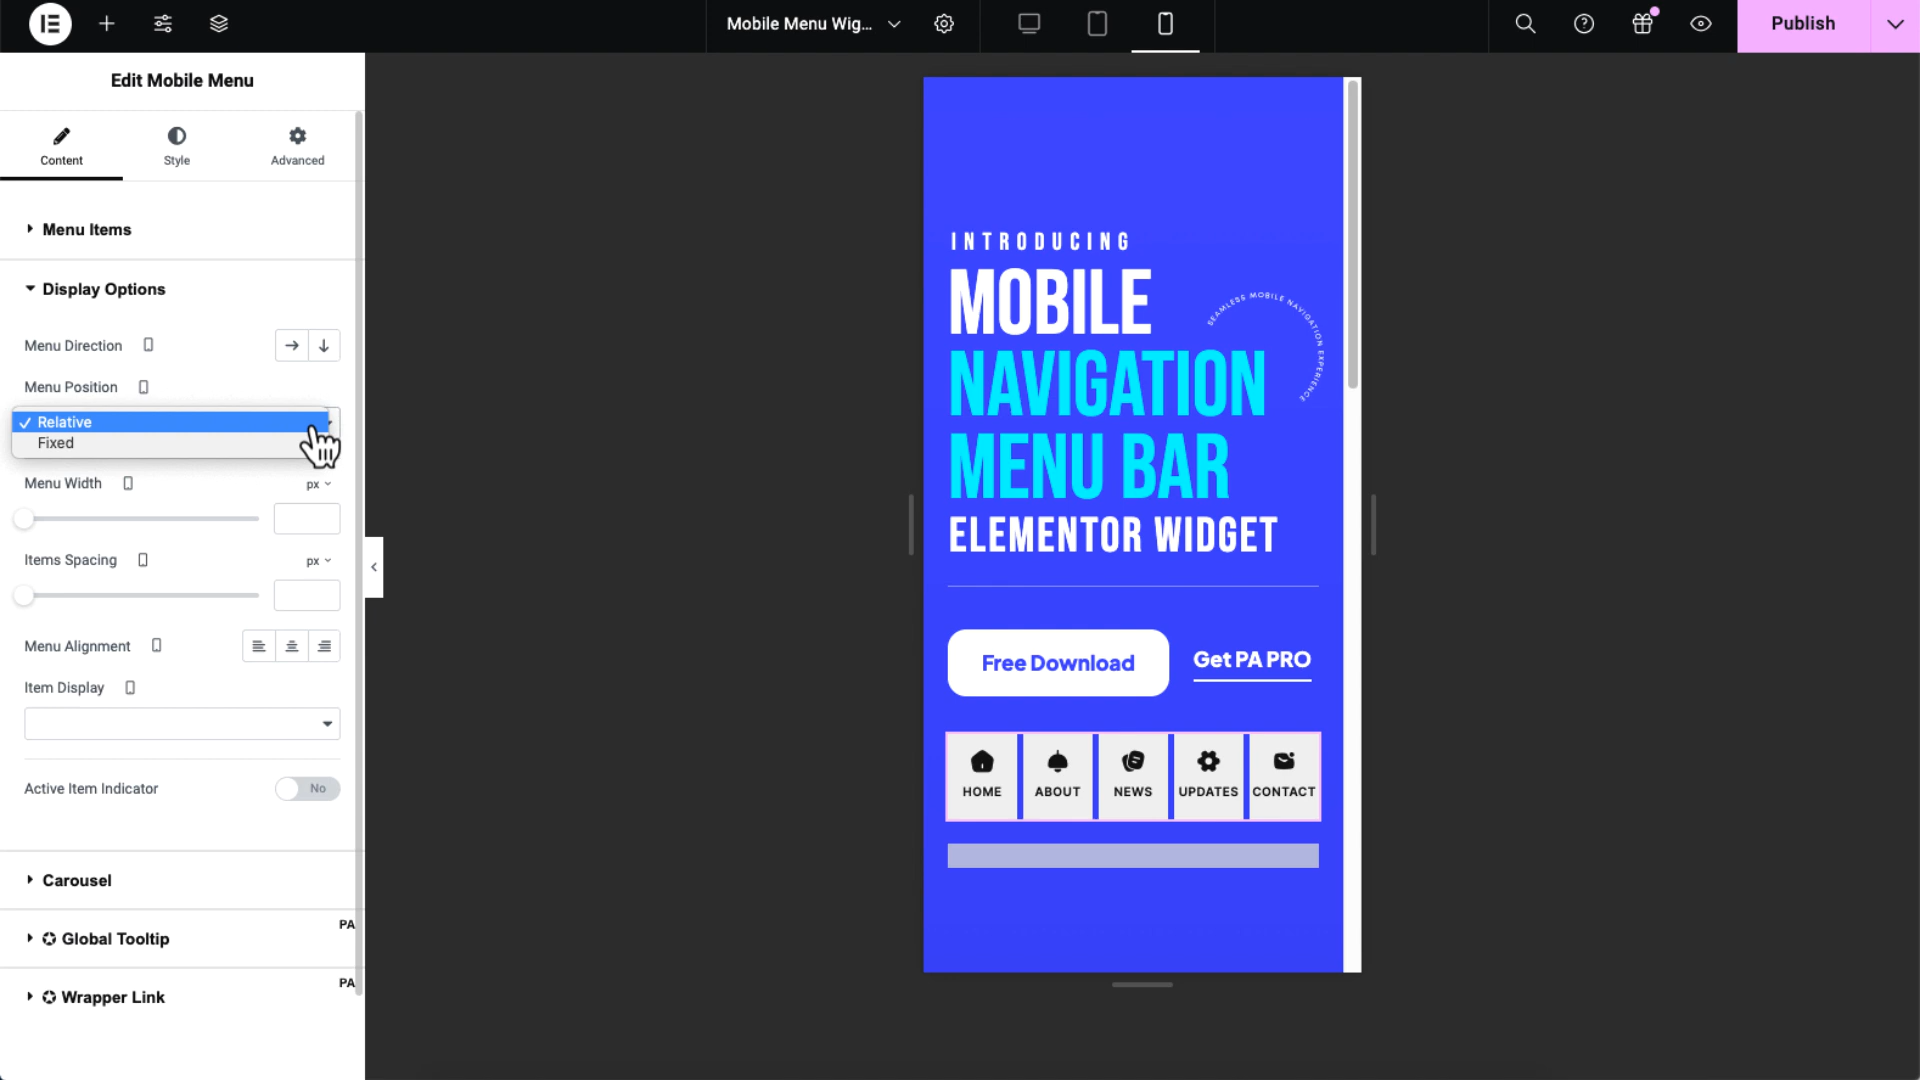 Mobile Menu Wig...
Publish
Edit Mobile Menu
Content
Style
Advanced
Menu Items
Display Options
Menu Direction
Menu Position
Relative
Fixed
Menu Width
px
Items Spacing
px
Menu Alignment
Item Display
Active Item Indicator
No
Carousel
PA
Global Tooltip
PA
Wrapper Link
INTRODUCING
MOBILE
NAVIGATION
MENU BAR
ELEMENTOR WIDGET
SEAMLESS MOBILE NAVIGATION EXPERIENCE
Free Download
Get PA PRO
HOME
ABOUT
NEWS
UPDATES
CONTACT